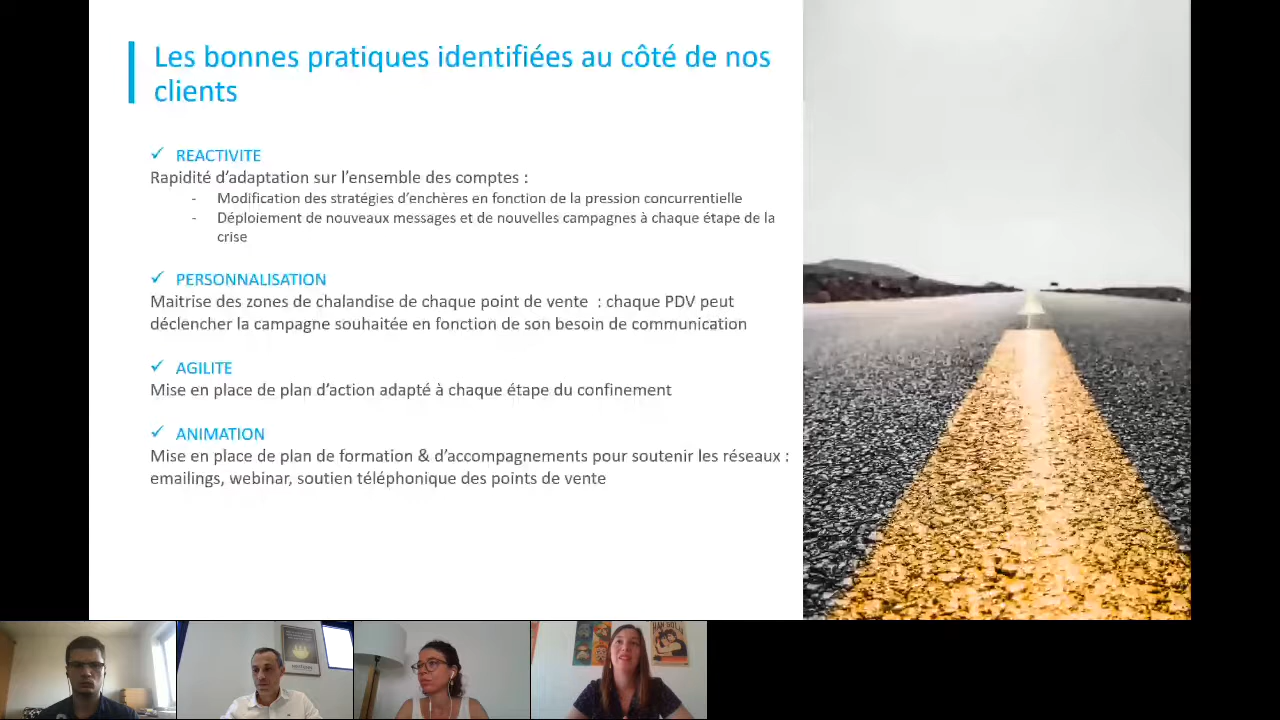 Les bonnes pratiques identifiées au côté de nos
clients
✓ REACTIVITE
Rapidité d'adaptation sur l'ensemble des comptes :
- Modification des stratégies d'enchères en fonction de la pression concurrentielle
- Déploiement de nouveaux messages et de nouvelles campagnes à chaque étape de la
crise
✓ PERSONNALISATION
Maitrise des zones de chalandise de chaque point de vente : chaque PDV peut
déclencher la campagne souhaitée en fonction de son besoin de communication
✓ AGILITE
Mise en place de plan d'action adapté à chaque étape du confinement
✓ ANIMATION
Mise en place de plan de formation & d'accompagnements pour soutenir les réseaux :
emailings, webinar, soutien téléphonique des points de vente
HAN SOLO